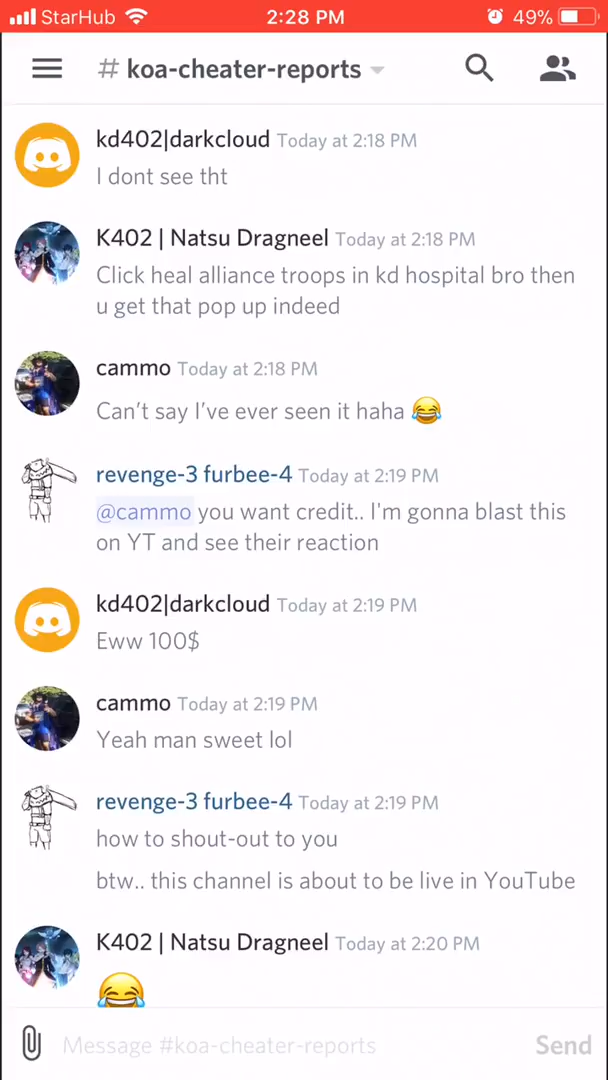 StarHub 2:28 PM 49%
# koa-cheater-reports
kd402|darkcloud Today at 2:18 PM
I dont see tht
K402 | Natsu Dragneel Today at 2:18 PM
Click heal alliance troops in kd hospital bro then
u get that pop up indeed
cammo Today at 2:18 PM
Can't say I've ever seen it haha 😂
revenge-3 furbee-4 Today at 2:19 PM
@cammo you want credit.. I'm gonna blast this
on YT and see their reaction
kd402|darkcloud Today at 2:19 PM
Eww 100$
cammo Today at 2:19 PM
Yeah man sweet lol
revenge-3 furbee-4 Today at 2:19 PM
how to shout-out to you
btw.. this channel is about to be live in YouTube
K402 | Natsu Dragneel Today at 2:20 PM
😂
Message #koa-cheater-reports Send